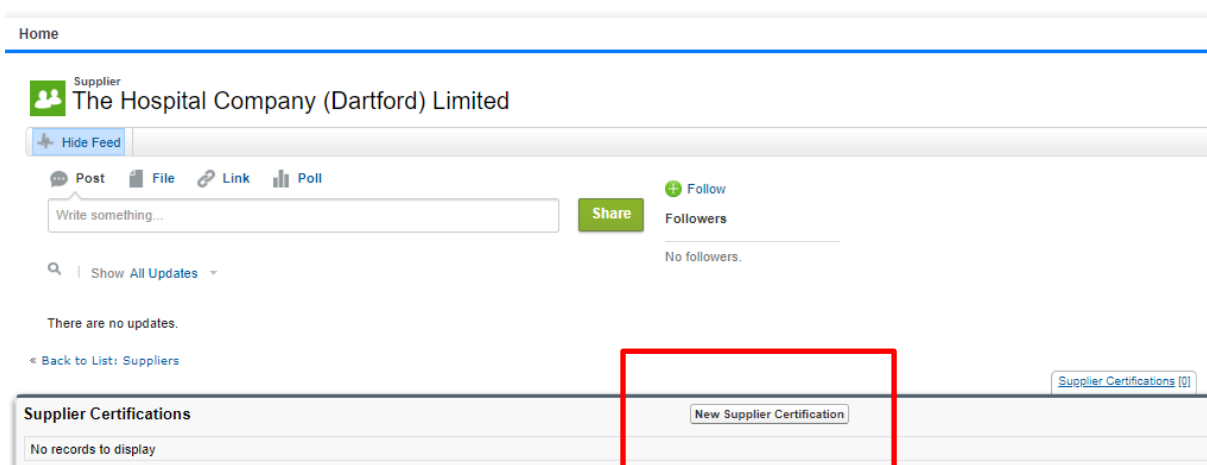 Home
Supplier
The Hospital Company (Dartford) Limited
Hide Feed
Post File Link Poll
Write something...
Share
Follow
Followers
No followers.
Show All Updates
There are no updates.
« Back to List: Suppliers
Supplier Certifications [0]
Supplier Certifications
New Supplier Certification
No records to display